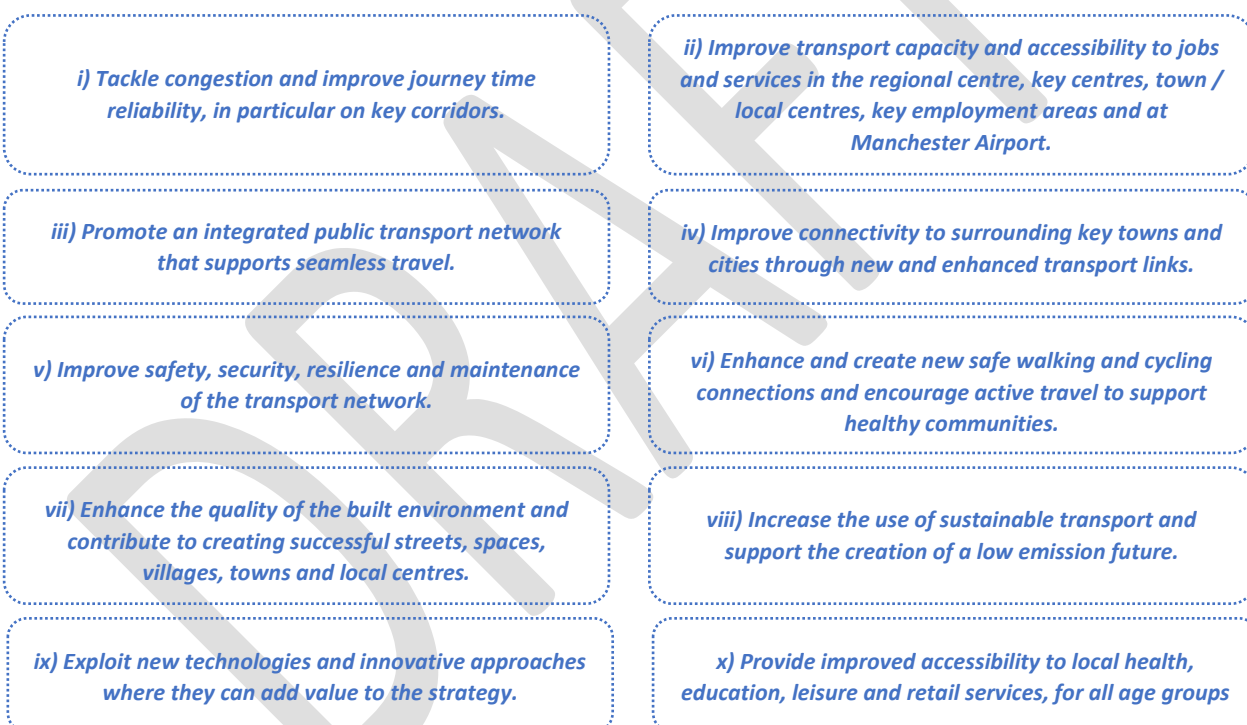 i) Tackle congestion and improve journey time
reliability, in particular on key corridors.
ii) Improve transport capacity and accessibility to jobs
and services in the regional centre, key centres, town /
local centres, key employment areas and at
Manchester Airport.
iii) Promote an integrated public transport network
that supports seamless travel.
iv) Improve connectivity to surrounding key towns and
cities through new and enhanced transport links.
v) Improve safety, security, resilience and maintenance
of the transport network.
vi) Enhance and create new safe walking and cycling
connections and encourage active travel to support
healthy communities.
vii) Enhance the quality of the built environment and
contribute to creating successful streets, spaces,
villages, towns and local centres.
viii) Increase the use of sustainable transport and
support the creation of a low emission future.
ix) Exploit new technologies and innovative approaches
where they can add value to the strategy.
x) Provide improved accessibility to local health,
education, leisure and retail services, for all age groups
DRAFT